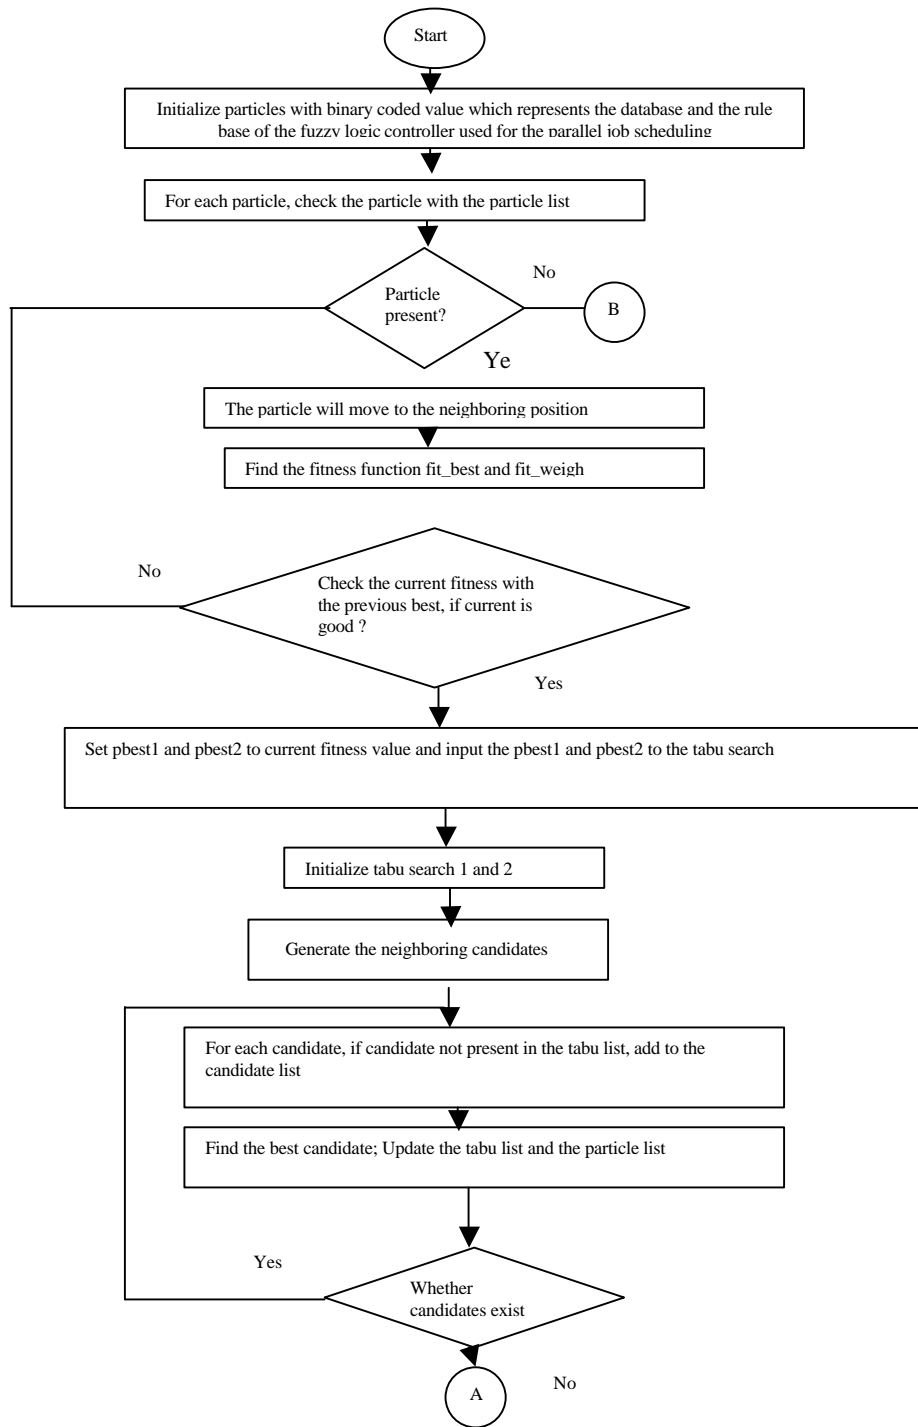 Start
Initialize particles with binary coded value which represents the database and the rule
base of the fuzzy logic controller used for the parallel job scheduling
For each particle, check the particle with the particle list
No
Particle
present?
B
Ye
The particle will move to the neighboring position
Find the fitness function fit_best and fit_weigh
No
Check the current fitness with
the previous best, if current is
good ?
Yes
Set pbest1 and pbest2 to current fitness value and input the pbest1 and pbest2 to the tabu search
Initialize tabu search 1 and 2
Generate the neighboring candidates
For each candidate, if candidate not present in the tabu list, add to the
candidate list
Find the best candidate; Update the tabu list and the particle list
Yes
Whether
candidates exist
No
A